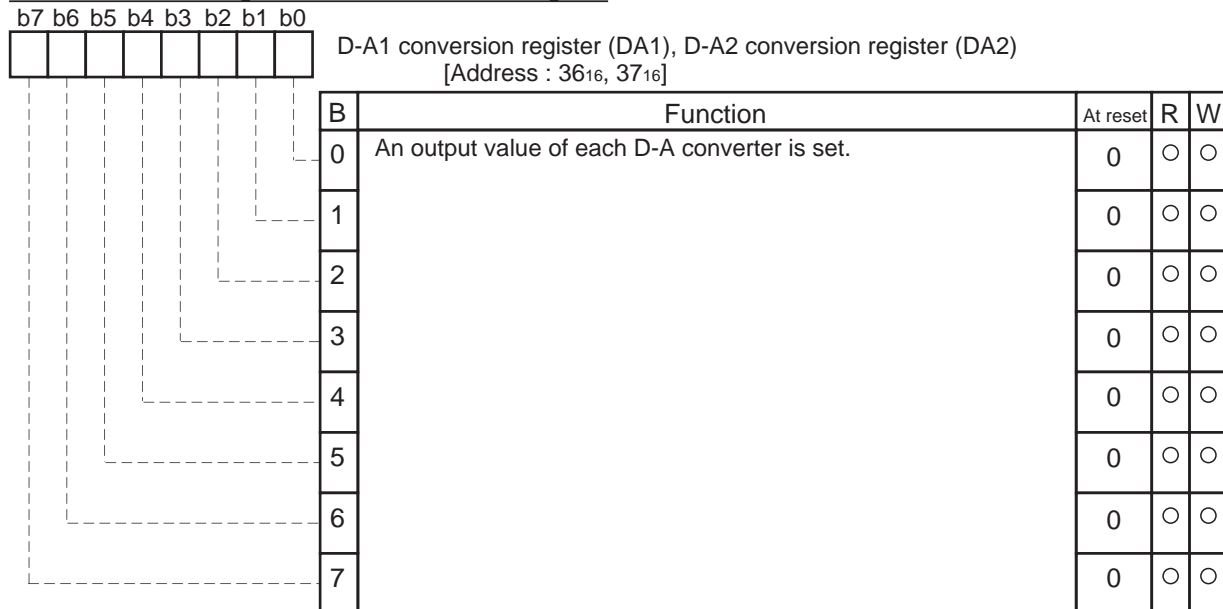 b7 b6 b5 b4 b3 b2 b1 b0
D-A1 conversion register (DA1), D-A2 conversion register (DA2)
[Address : 36₁₆, 37₁₆]
B Function At reset R W
0 An output value of each D-A converter is set. 0 ○ ○
1 0 ○ ○
2 0 ○ ○
3 0 ○ ○
4 0 ○ ○
5 0 ○ ○
6 0 ○ ○
7 0 ○ ○